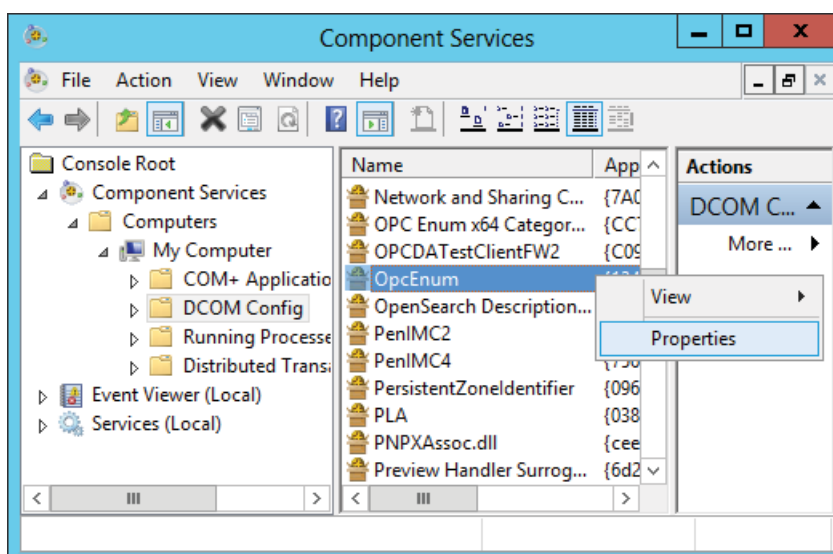 Component Services
File Action View Window Help
Console Root
Component Services
Computers
My Computer
COM+ Applicatio
DCOM Config
Running Processe
Distributed Trans
Event Viewer (Local)
Services (Local)
Name App
Network and Sharing C... {7A0
OPC Enum x64 Categor... {CC
OPCDATestClientFW2 {C09
OpcEnum
OpenSearch Description...
PenIMC2
PenIMC4
PersistentZoneIdentifier {096
PLA {038
PNPXAssoc.dll {cee
Preview Handler Surrog... {6d2
View
Properties
Actions
DCOM C...
More ...